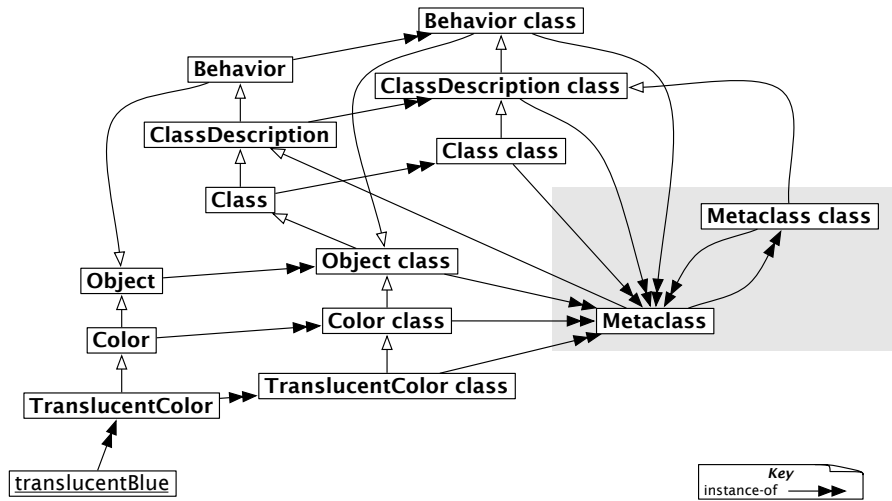 Behavior class
Behavior
ClassDescription class
ClassDescription
Class class
Class
Metaclass class
Object class
Object
Color class
Metaclass
Color
TranslucentColor class
TranslucentColor
translucentBlue
Key
instance-of